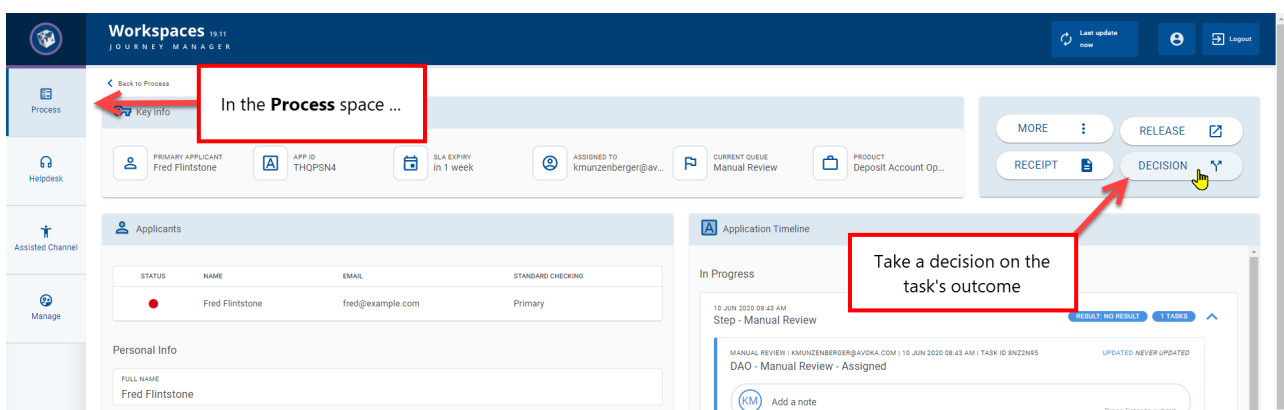 Workspaces 19.11
JOURNEY MANAGER
Last update
now
Logout
Process
Helpdesk
Assisted Channel
Manage
Back to Process
In the Process space ...
Key info
PRIMARY APPLICANT
Fred Flintstone
APP ID
THQPSN4
SLA EXPIRY
in 1 week
ASSIGNED TO
kmunzenberger@av...
CURRENT QUEUE
Manual Review
PRODUCT
Deposit Account Op...
MORE
RELEASE
RECEIPT
DECISION
Take a decision on the
task's outcome
Applicants
STATUS NAME EMAIL STANDARD CHECKING
Fred Flintstone fred@example.com Primary
Personal Info
FULL NAME
Fred Flintstone
Application Timeline
In Progress
10 JUN 2020 08:43 AM
Step - Manual Review
RESULT: NO RESULT 1 TASKS
MANUAL REVIEW | KMUNZENBERGER@AVOKA.COM | 10 JUN 2020 08:43 AM | TASK ID 8NZ2N95
UPDATED NEVER UPDATED
DAO - Manual Review - Assigned
KM Add a note